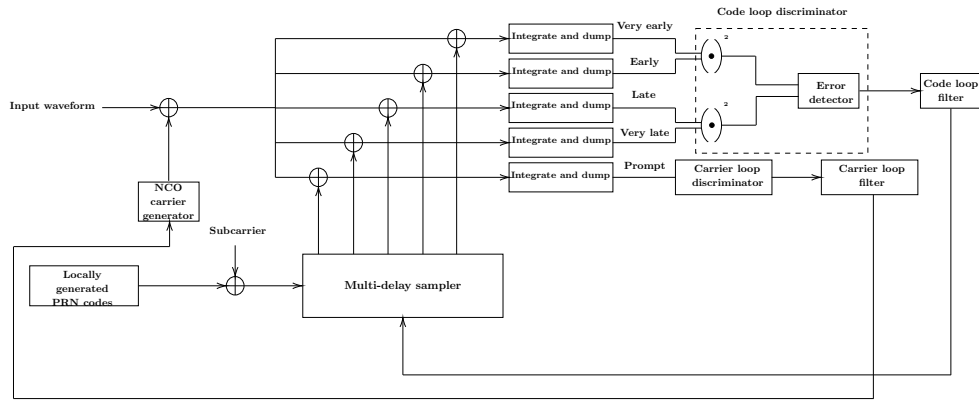 Code loop discriminator
Very early
Integrate and dump
2
Early
Integrate and dump
Error
detector
Code loop
filter
Input waveform
Late
Integrate and dump
2
Very late
Integrate and dump
Prompt
Integrate and dump
Carrier loop
discriminator
Carrier loop
filter
NCO
carrier
generator
Subcarrier
Locally
generated
PRN codes
Multi-delay sampler